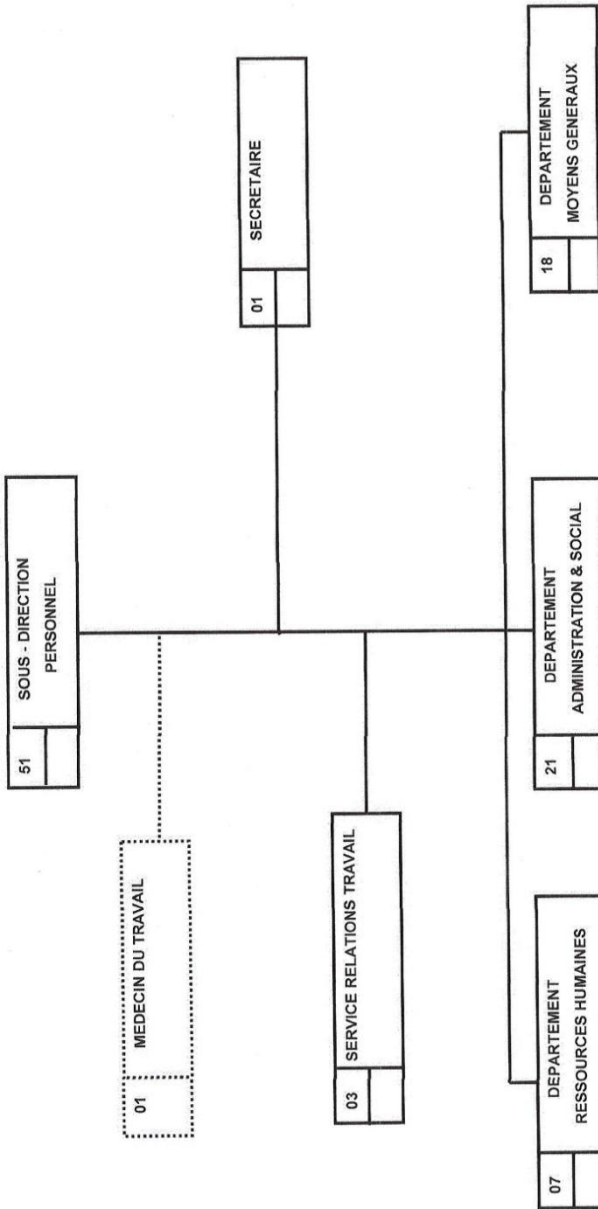 51
SOUS - DIRECTION
PERSONNEL
01
MEDECIN DU TRAVAIL
01
SECRETAIRE
03
SERVICE RELATIONS TRAVAIL
07
DEPARTEMENT
RESSOURCES HUMAINES
21
DEPARTEMENT
ADMINISTRATION & SOCIAL
18
DEPARTEMENT
MOYENS GENERAUX